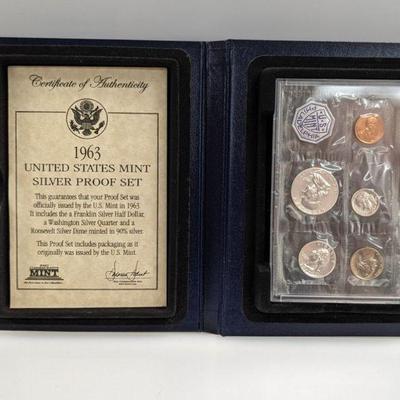 Certificate of Authenticity
1963
UNITED STATES MINT
SILVER PROOF SET
This guarantees that your Proof Set was
officially issued by the U.S. Mint in 1963.
It includes the a Franklin Silver Half Dollar,
a Washington Silver Quarter and a
Roosevelt Silver Dime minted in 90% silver.
This Proof Set includes packaging as it
originally was issued by the U.S. Mint.
MINT
PHILADELPHIA